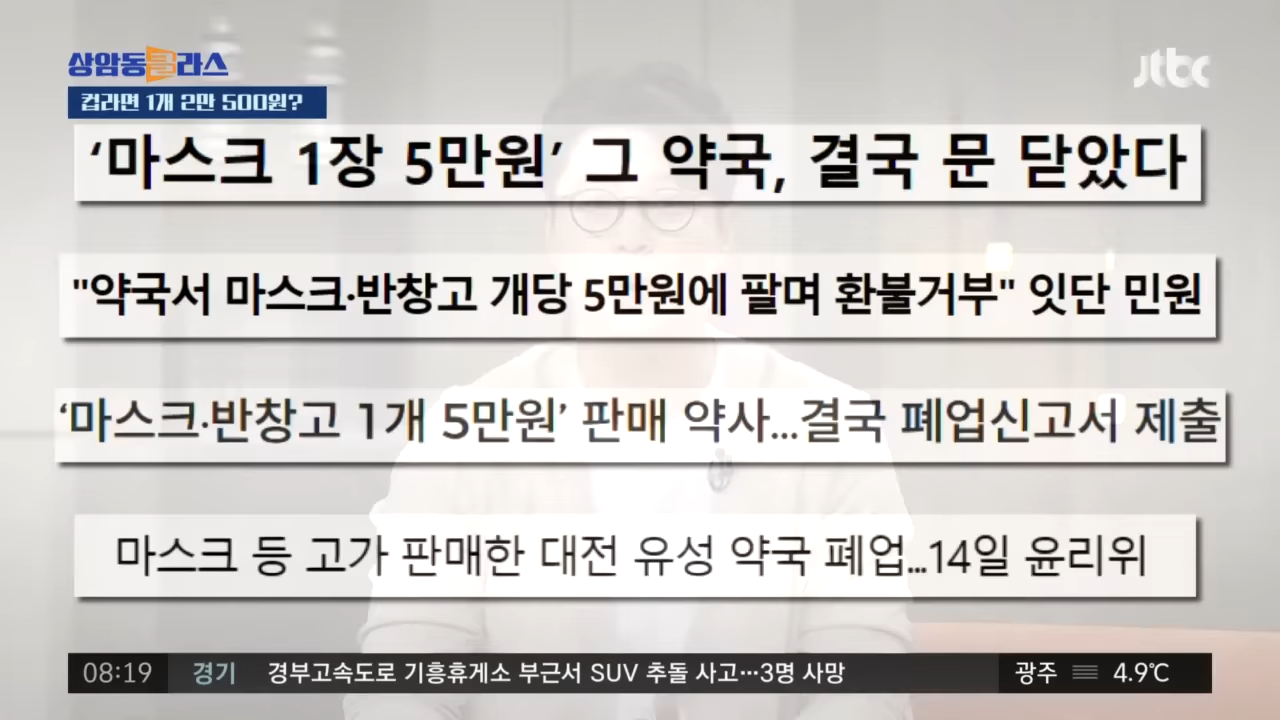 상암동클라스
jtbc
컵라면 1개 2만 500원?
‘마스크 1장 5만원’ 그 약국, 결국 문 닫았다
"약국서 마스크·반창고 개당 5만원에 팔며 환불거부" 잇단 민원
‘마스크·반창고 1개 5만원’ 판매 약사...결국 폐업신고서 제출
마스크 등 고가 판매한 대전 유성 약국 폐업...14일 윤리위
08:19 경기 경부고속도로 기흥휴게소 부근서 SUV 추돌 사고…3명 사망 광주 4.9℃